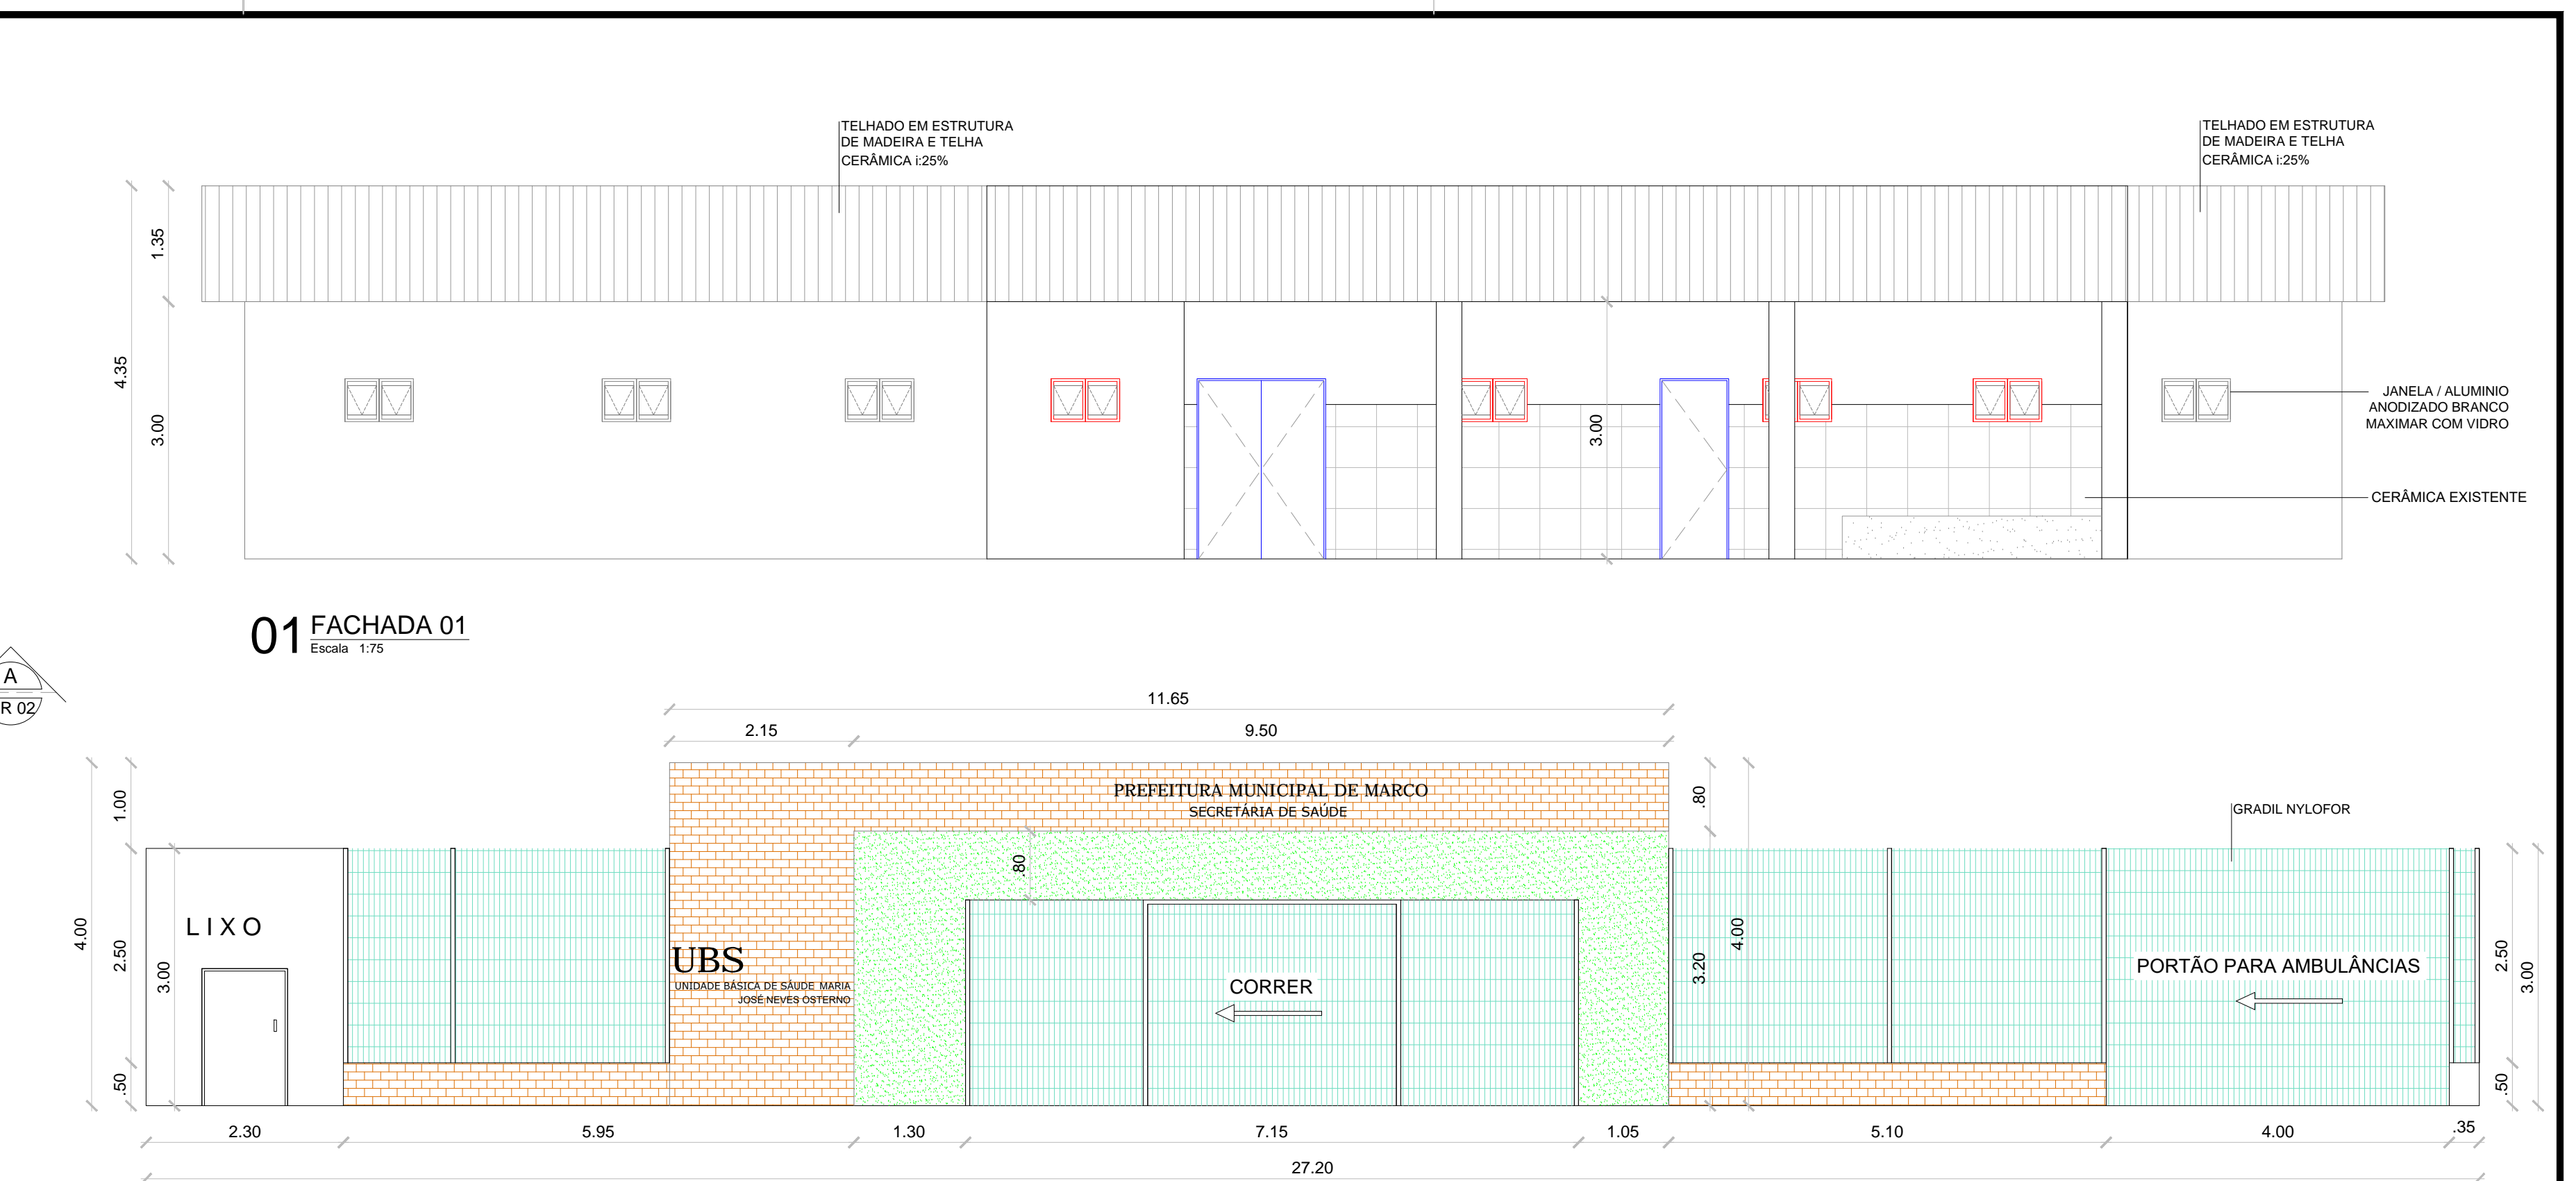 TELHADO EM ESTRUTURA
DE MADEIRA E TELHA
CERÂMICA i:25%
TELHADO EM ESTRUTURA
DE MADEIRA E TELHA
CERÂMICA i:25%
1.35
4.35
3.00
3.00
JANELA / ALUMINIO
ANODIZADO BRANCO
MAXIMAR COM VIDRO
CERÂMICA EXISTENTE
01 FACHADA 01
Escala 1:75
A
R 02
11.65
2.15
9.50
PREFEITURA MUNICIPAL DE MARCO
SECRETÁRIA DE SAÚDE
1.00
.80
.80
GRADIL NYLOFOR
LIXO
4.00
2.50
3.00
.50
UBS
UNIDADE BÁSICA DE SÁUDE MARIA
JOSÉ NEVES OSTERNO
CORRER
3.20
4.00
PORTÃO PARA AMBULÂNCIAS
2.50
3.00
.50
2.30
5.95
1.30
7.15
1.05
5.10
4.00
.35
27.20